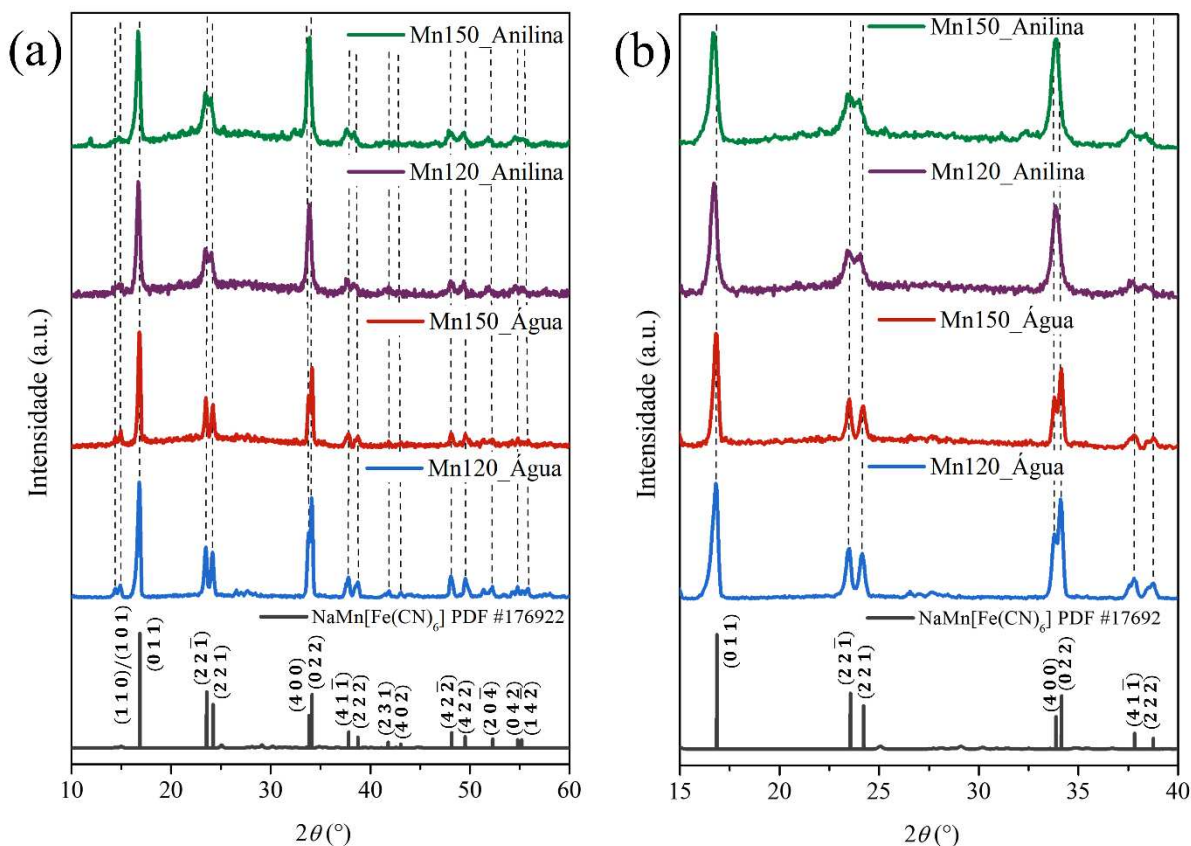 (a)
Mn150_Anilina
Mn120_Anilina
Mn150_Água
Mn120_Água
NaMn[Fe(CN)₆] PDF #176922
(1 1 0)/(1 0 1)
(0 1 1)
(2 2 1̄)
(2 2 1)
(4 0 0)
(0 2 2)
(4 1 1̄)
(2 2 2)
(2 3 1)
(4 0 2)
(4 2̄ 2)
(4 2 2)
(2 0 4̄)
(0 4 2)
(1 4 2)
Intensidade (a.u.)
10 20 30 40 50 60
2θ (°)
(b)
Mn150_Anilina
Mn120_Anilina
Mn150_Água
Mn120_Água
NaMn[Fe(CN)₆] PDF #17692
(0 1 1)
(2 2 1̄)
(2 2 1)
(4 0 0)
(0 2 2)
(4 1 1̄)
(2 2 2)
Intensidade (a.u.)
15 20 25 30 35 40
2θ (°)